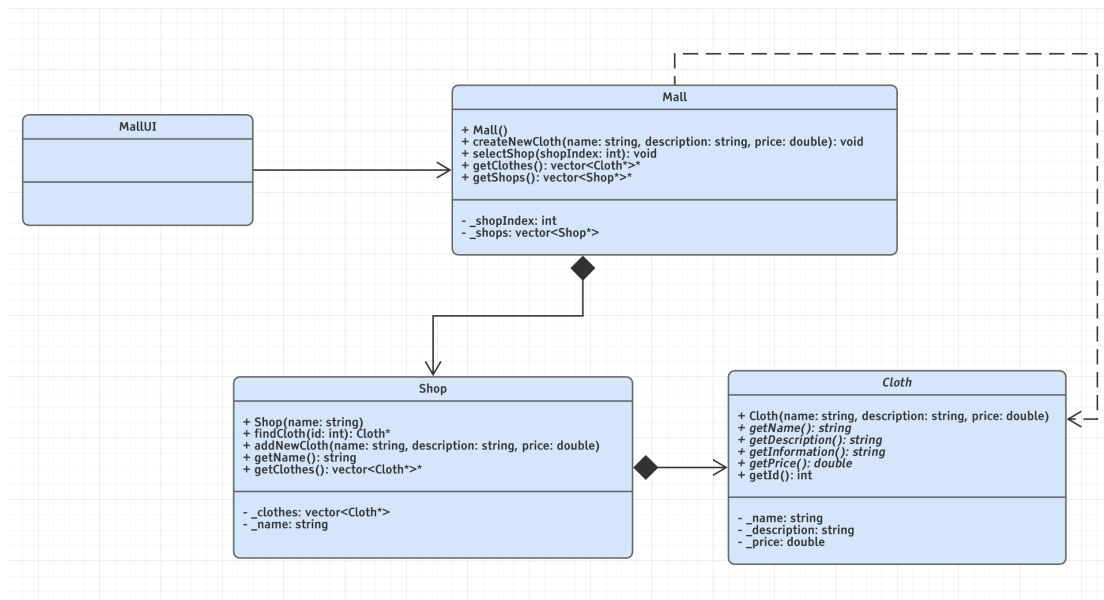 MallUI
Mall
+ Mall()
+ createNewCloth(name: string, description: string, price: double): void
+ selectShop(shopIndex: int): void
+ getClothes(): vector<Cloth*>*
+ getShops(): vector<Shop*>*
- _shopIndex: int
- _shops: vector<Shop*>
Shop
+ Shop(name: string)
+ findCloth(id: int): Cloth*
+ addNewCloth(name: string, description: string, price: double)
+ getName(): string
+ getClothes(): vector<Cloth*>*
- _clothes: vector<Cloth*>
- _name: string
Cloth
+ Cloth(name: string, description: string, price: double)
+ getName(): string
+ getDescription(): string
+ getInformation(): string
+ getPrice(): double
+ getId(): int
- _name: string
- _description: string
- _price: double